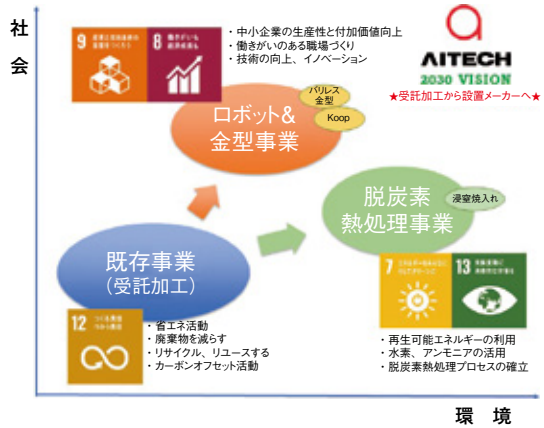 社会
9
8
・中小企業の生産性と付加価値向上
・働きがいのある職場づくり
・技術の向上、イノベーション
AITECH
2030 VISION
★受託加工から設置メーカーへ★
バリレス
金型
Koop
ロボット&
金型事業
脱炭素
熱処理事業
浸窒焼入れ
既存事業
(受託加工)
7
13
12
・省エネ活動
・廃棄物を減らす
・リサイクル、リユースする
・カーボンオフセット活動
・再生可能エネルギーの利用
・水素、アンモニアの活用
・脱炭素熱処理プロセスの確立
環 境